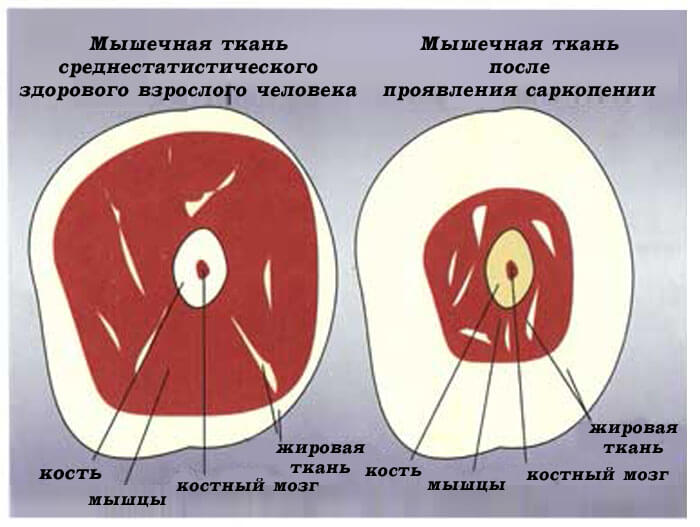 Мышечная ткань
среднестатистического
здорового взрослого человека
Мышечная ткань
после
проявления саркопении
кость
мышцы
костный мозг
жировая
ткань
кость
мышцы
костный мозг
жировая
ткань